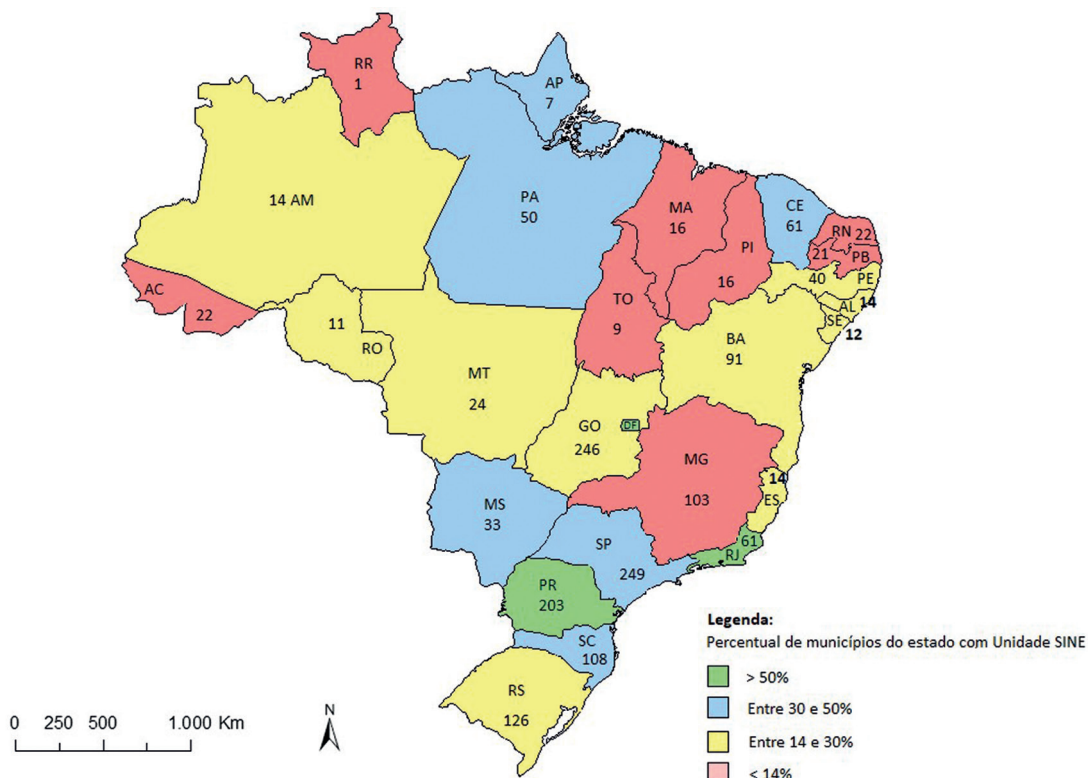 RR
1
AP
7
14 AM
PA
50
MA
16
PI
16
CE
61
RN 22
21 PB
40 PE
AL 14
SE
12
AC
22
11
RO
TO
9
BA
91
MT
24
GO
246
DF
MG
103
14
ES
MS
33
SP
249
61
RJ
PR
203
SC
108
RS
126
Legenda:
Percentual de municípios do estado com Unidade SINE
> 50%
Entre 30 e 50%
Entre 14 e 30%
< 14%
0 250 500 1.000 Km
N